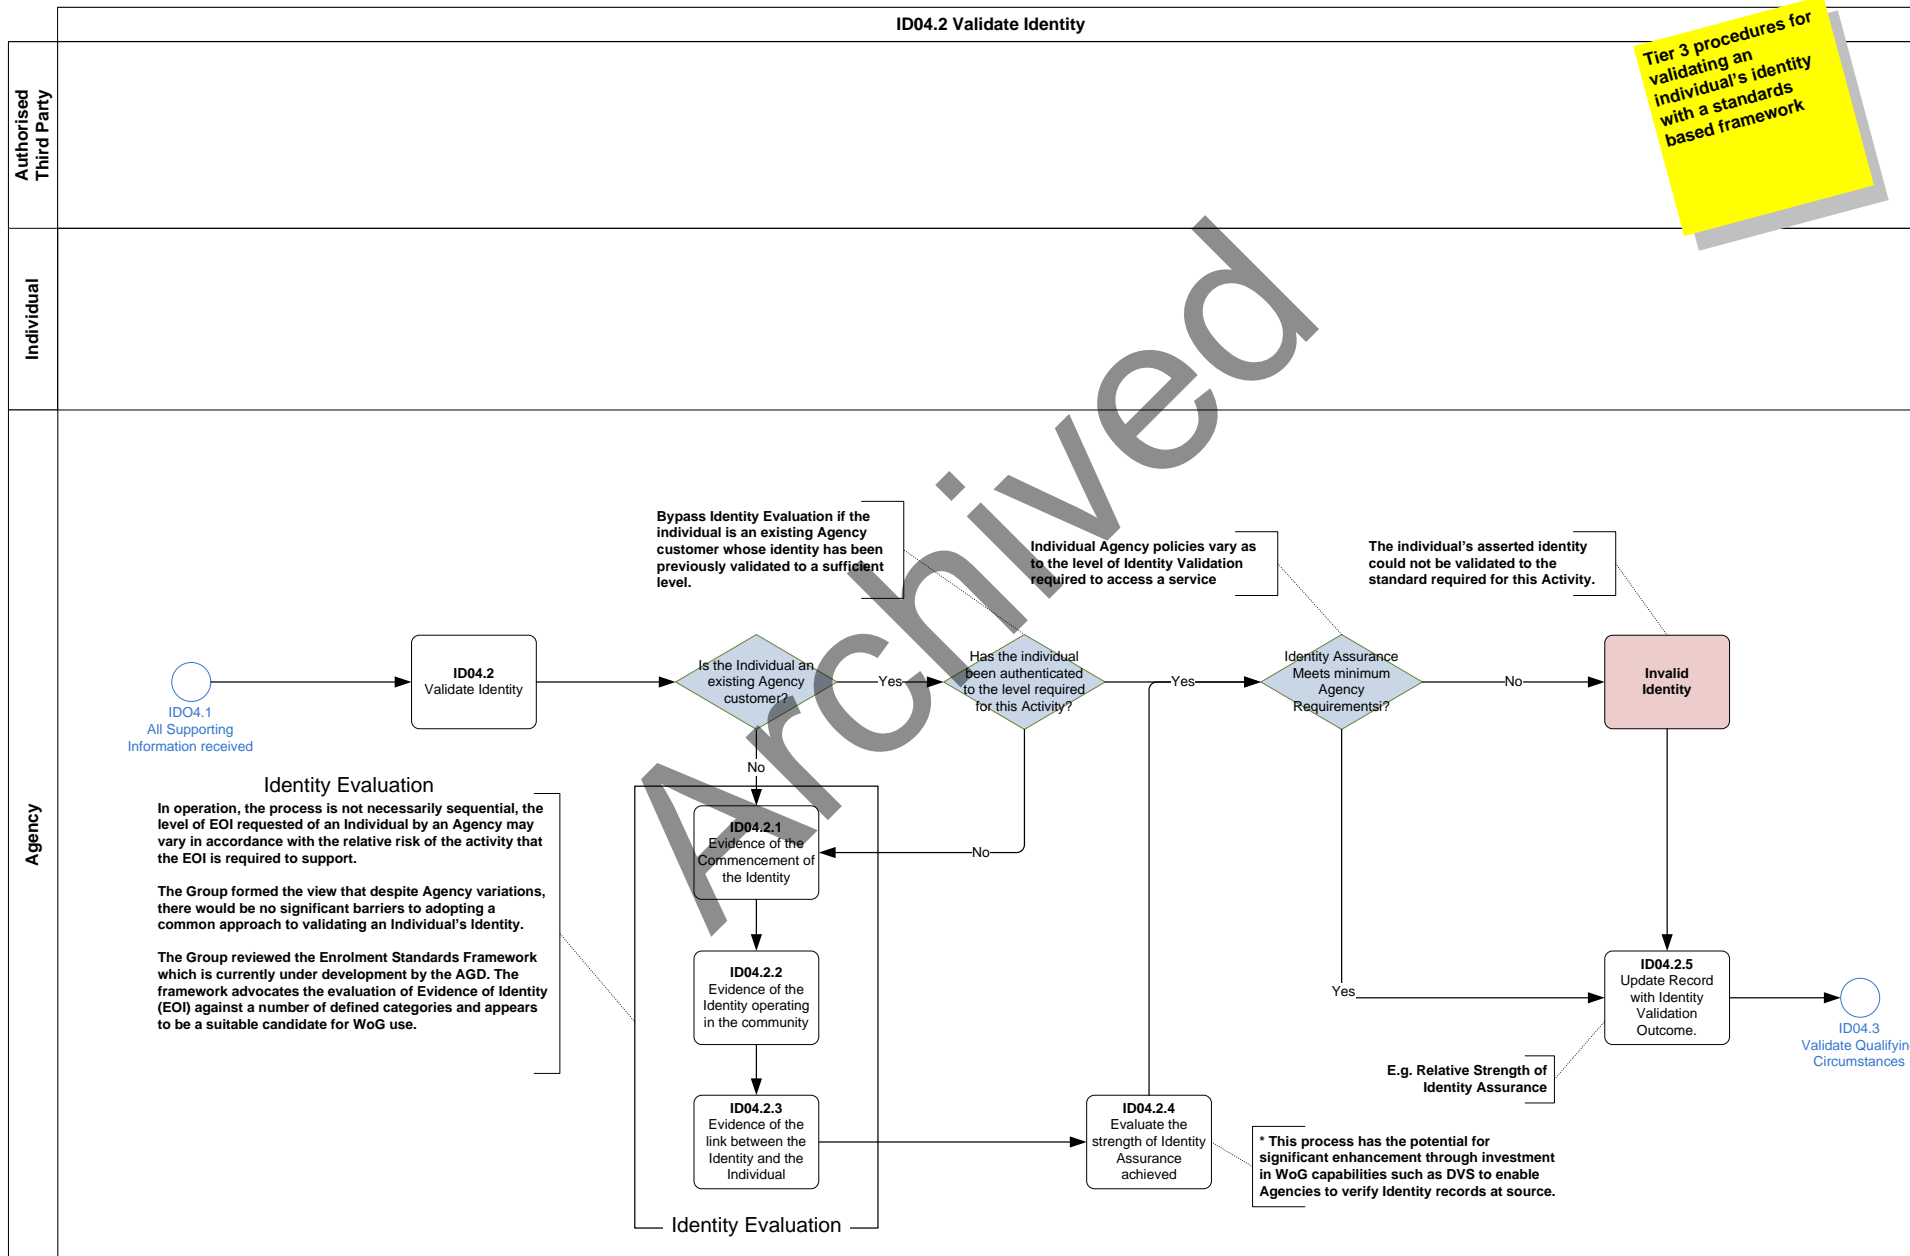 ID04.2 Validate Identity
Tier 3 procedures for
validating an
individual's identity
with a standards
based framework
Authorised
Third Party
Individual
Agency
Archived
Bypass Identity Evaluation if the
individual is an existing Agency
customer whose identity has been
previously validated to a sufficient
level.
Individual Agency policies vary as
to the level of Identity Validation
required to access a service
The individual's asserted identity
could not be validated to the
standard required for this Activity.
IDO4.1
All Supporting
Information received
ID04.2
Validate Identity
Is the Individual an
existing Agency
customer?
Yes
Has the individual
been authenticated
to the level required
for this Activity?
Yes
Identity Assurance
Meets minimum
Agency
Requirementsi?
No
Invalid
Identity
No
No
Identity Evaluation
In operation, the process is not necessarily sequential, the
level of EOI requested of an Individual by an Agency may
vary in accordance with the relative risk of the activity that
the EOI is required to support.
The Group formed the view that despite Agency variations,
there would be no significant barriers to adopting a
common approach to validating an Individual's Identity.
The Group reviewed the Enrolment Standards Framework
which is currently under development by the AGD. The
framework advocates the evaluation of Evidence of Identity
(EOI) against a number of defined categories and appears
to be a suitable candidate for WoG use.
ID04.2.1
Evidence of the
Commencement of
the Identity
ID04.2.2
Evidence of the
Identity operating
in the community
ID04.2.3
Evidence of the
link between the
Identity and the
Individual
Identity Evaluation
ID04.2.4
Evaluate the
strength of Identity
Assurance
achieved
* This process has the potential for
significant enhancement through investment
in WoG capabilities such as DVS to enable
Agencies to verify Identity records at source.
Yes
ID04.2.5
Update Record
with Identity
Validation
Outcome.
E.g. Relative Strength of
Identity Assurance
ID04.3
Validate Qualifyin
Circumstances